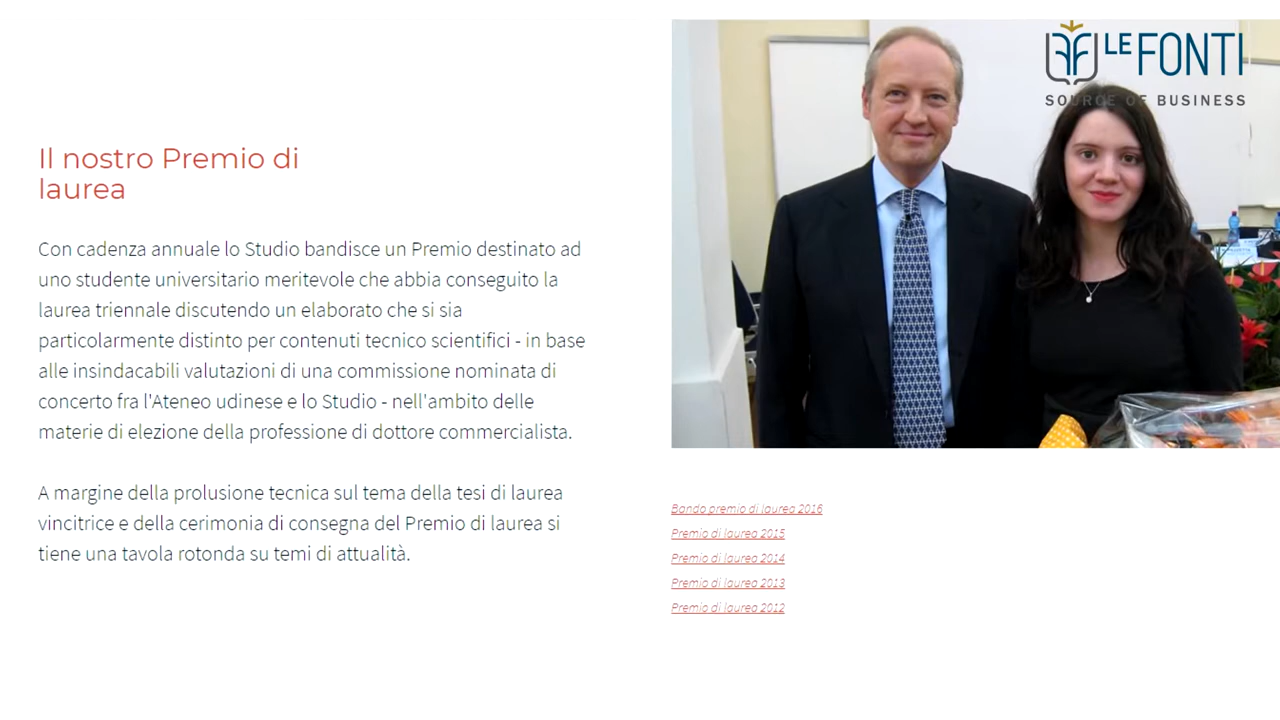 LE FONTI
SOURCE OF BUSINESS
Il nostro Premio di
laurea
Con cadenza annuale lo Studio bandisce un Premio destinato ad
uno studente universitario meritevole che abbia conseguito la
laurea triennale discutendo un elaborato che si sia
particolarmente distinto per contenuti tecnico scientifici - in base
alle insindacabili valutazioni di una commissione nominata di
concerto fra l'Ateneo udinese e lo Studio - nell'ambito delle
materie di elezione della professione di dottore commercialista.
A margine della prolusione tecnica sul tema della tesi di laurea
vincitrice e della cerimonia di consegna del Premio di laurea si
tiene una tavola rotonda su temi di attualità.
Bando premio di laurea 2016
Premio di laurea 2015
Premio di laurea 2014
Premio di laurea 2013
Premio di laurea 2012